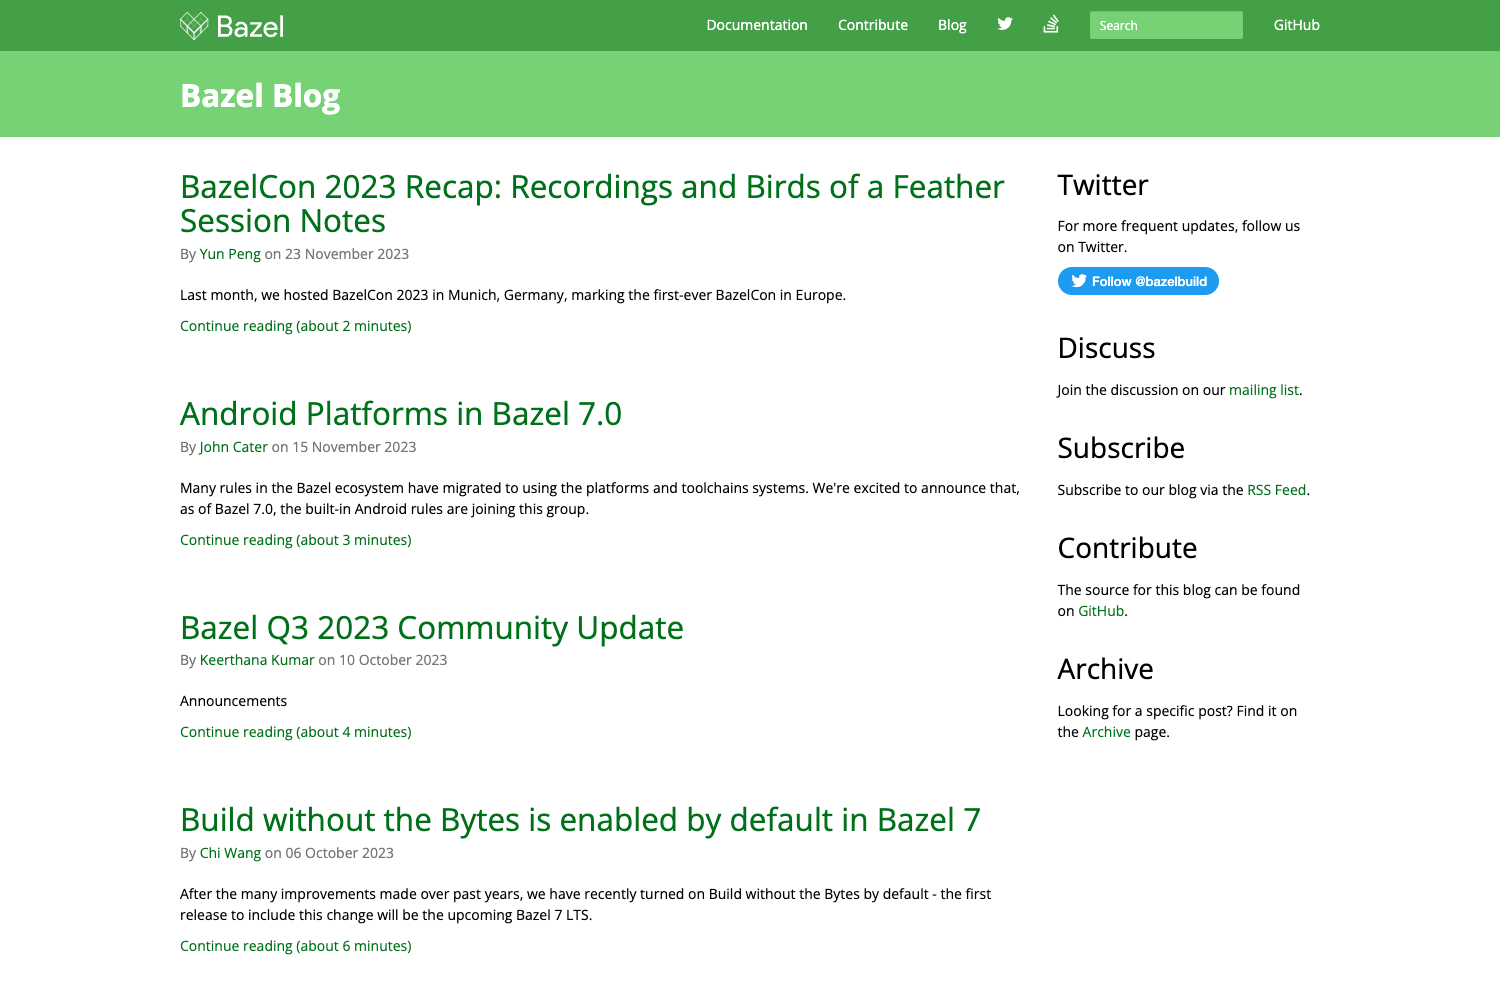 Bazel
Documentation
Contribute
Blog
Search
GitHub
Bazel Blog
BazelCon 2023 Recap: Recordings and Birds of a Feather
Session Notes
By Yun Peng on 23 November 2023
Last month, we hosted BazelCon 2023 in Munich, Germany, marking the first-ever BazelCon in Europe.
Continue reading (about 2 minutes)
Android Platforms in Bazel 7.0
By John Cater on 15 November 2023
Many rules in the Bazel ecosystem have migrated to using the platforms and toolchains systems. We're excited to announce that,
as of Bazel 7.0, the built-in Android rules are joining this group.
Continue reading (about 3 minutes)
Bazel Q3 2023 Community Update
By Keerthana Kumar on 10 October 2023
Announcements
Continue reading (about 4 minutes)
Build without the Bytes is enabled by default in Bazel 7
By Chi Wang on 06 October 2023
After the many improvements made over past years, we have recently turned on Build without the Bytes by default - the first
release to include this change will be the upcoming Bazel 7 LTS.
Continue reading (about 6 minutes)
Twitter
For more frequent updates, follow us
on Twitter.
Follow @bazelbuild
Discuss
Join the discussion on our mailing list.
Subscribe
Subscribe to our blog via the RSS Feed.
Contribute
The source for this blog can be found
on GitHub.
Archive
Looking for a specific post? Find it on
the Archive page.